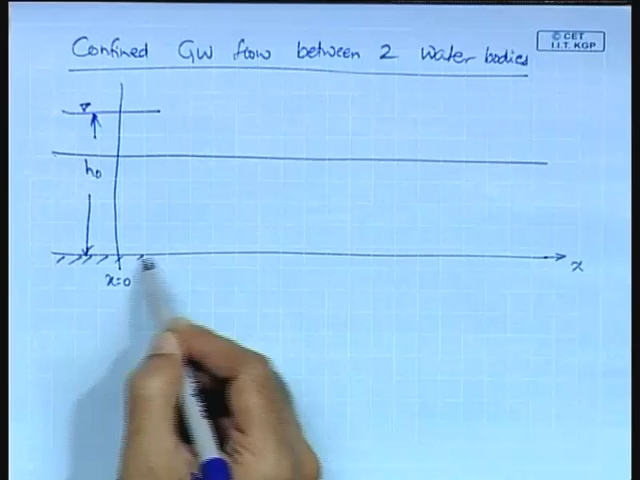 Confined GW flow between 2 water bodies
© CET
I.I.T. KGP
h₀
x=0
x